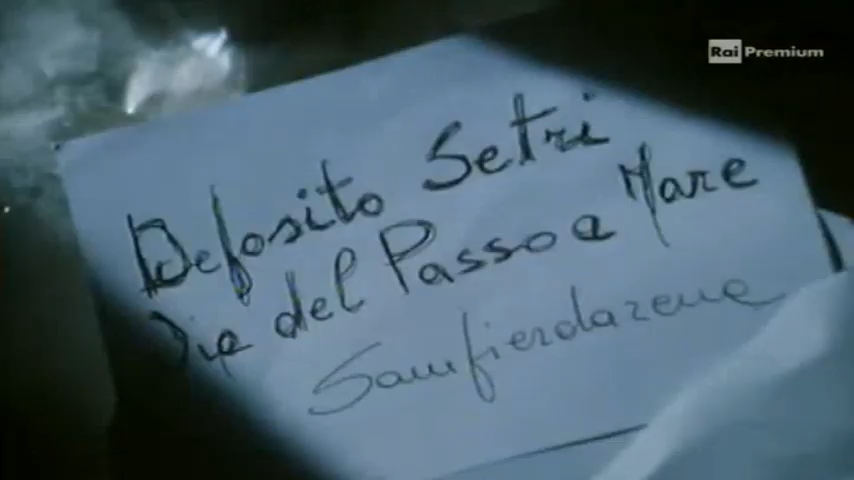 Rai Premium
Deposito Setri
Via del Passo a Mare
Sampierdarena